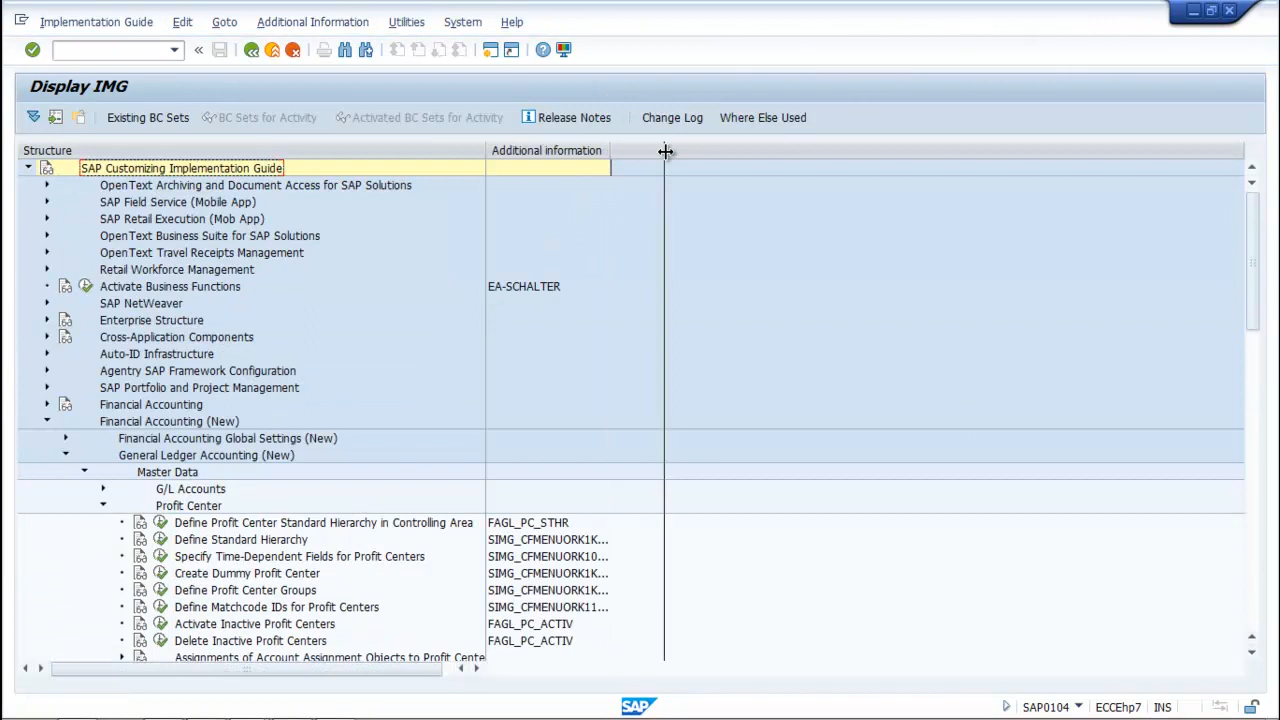 Implementation Guide Edit Goto Additional Information Utilities System Help
Display IMG
Existing BC Sets BC Sets for Activity Activated BC Sets for Activity Release Notes Change Log Where Else Used
Structure Additional information
SAP Customizing Implementation Guide
OpenText Archiving and Document Access for SAP Solutions
SAP Field Service (Mobile App)
SAP Retail Execution (Mob App)
OpenText Business Suite for SAP Solutions
OpenText Travel Receipts Management
Retail Workforce Management
Activate Business Functions EA-SCHALTER
SAP NetWeaver
Enterprise Structure
Cross-Application Components
Auto-ID Infrastructure
Agentry SAP Framework Configuration
SAP Portfolio and Project Management
Financial Accounting
Financial Accounting (New)
Financial Accounting Global Settings (New)
General Ledger Accounting (New)
Master Data
G/L Accounts
Profit Center
Define Profit Center Standard Hierarchy in Controlling Area FAGL_PC_STHR
Define Standard Hierarchy SIMG_CFMENUORK1K...
Specify Time-Dependent Fields for Profit Centers SIMG_CFMENUORK10...
Create Dummy Profit Center SIMG_CFMENUORK1K...
Define Profit Center Groups SIMG_CFMENUORK1K...
Define Matchcode IDs for Profit Centers SIMG_CFMENUORK11...
Activate Inactive Profit Centers FAGL_PC_ACTIV
Delete Inactive Profit Centers FAGL_PC_ACTIV
Assignments of Account Assignment Objects to Profit Cente
SAP SAP0104 ECCEhp7 INS